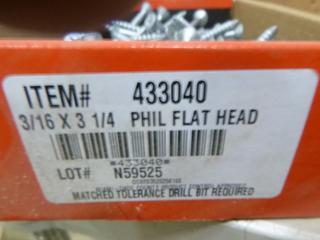 ITEM# 433040
3/16 X 3 1/4 PHIL FLAT HEAD
*433040*
LOT# N59525
MATCHED TOLERANCE DRILL BIT REQUIRED